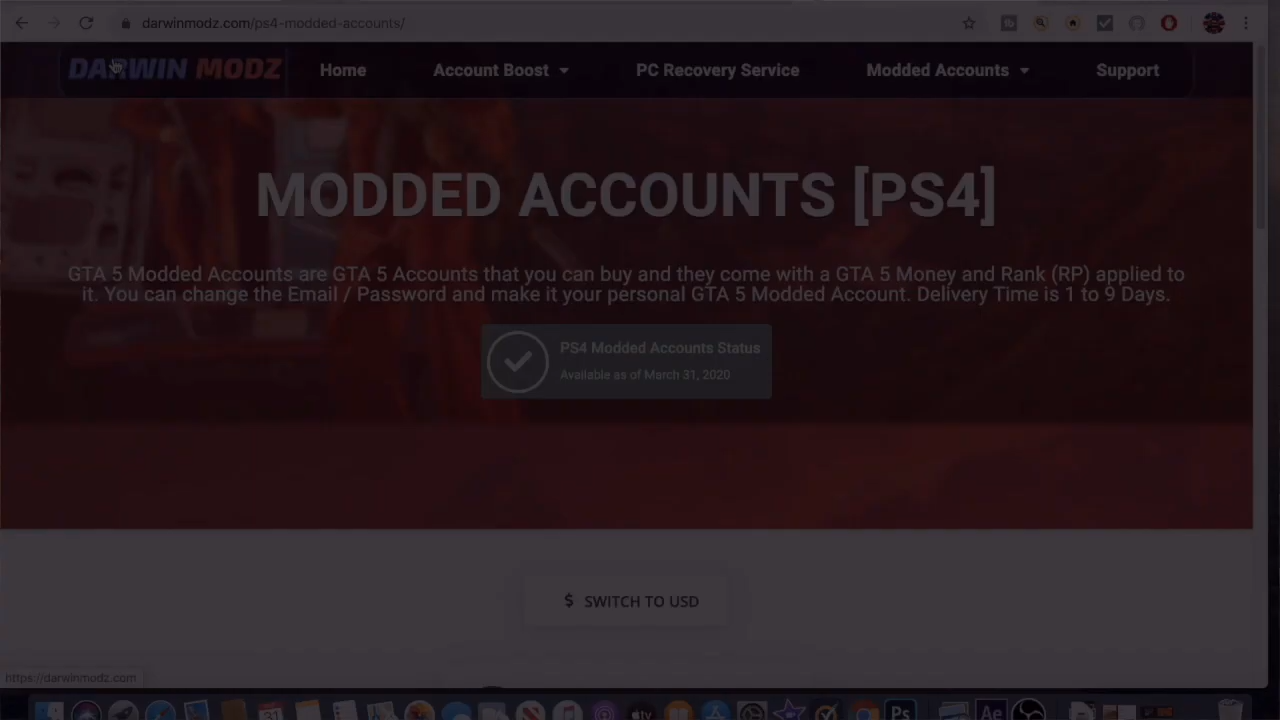 darwinmodz.com/ps4-modded-accounts/
DARWIN MODZ
Home
Account Boost
PC Recovery Service
Modded Accounts
Support
MODDED ACCOUNTS [PS4]
GTA 5 Modded Accounts are GTA 5 Accounts that you can buy and they come with a GTA 5 Money and Rank (RP) applied to
it. You can change the Email / Password and make it your personal GTA 5 Modded Account. Delivery Time is 1 to 9 Days.
PS4 Modded Accounts Status
Available as of March 31, 2020
$ SWITCH TO USD
https://darwinmodz.com
31
tv
Ps
Ae